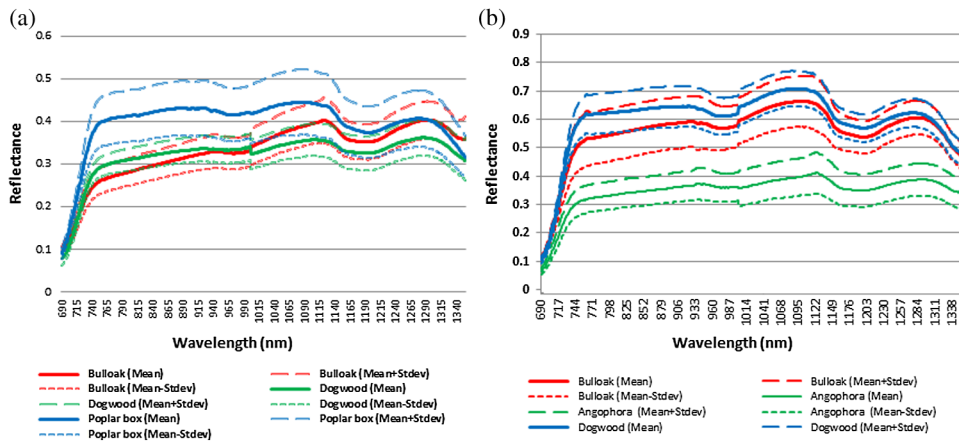 (a)
0.6
0.5
0.4
0.3
0.2
0.1
0
Reflectance
690 715 740 765 790 815 840 865 890 915 940 965 990 1015 1040 1065 1090 1115 1140 1165 1190 1215 1240 1265 1290 1315 1340
Wavelength (nm)
Bulloak (Mean)
Bulloak (Mean+Stdev)
Bulloak (Mean-Stdev)
Dogwood (Mean)
Dogwood (Mean+Stdev)
Dogwood (Mean-Stdev)
Poplar box (Mean)
Poplar box (Mean+Stdev)
Poplar box (Mean-Stdev)
(b)
0.9
0.8
0.7
0.6
0.5
0.4
0.3
0.2
0.1
0
Reflectance
690 717 744 771 798 825 852 879 906 933 960 987 1014 1041 1068 1095 1122 1149 1176 1203 1230 1257 1284 1311 1338
Wavelength (nm)
Bulloak (Mean)
Bulloak (Mean+Stdev)
Bulloak (Mean-Stdev)
Angophora (Mean)
Angophora (Mean+Stdev)
Angophora (Mean-Stdev)
Dogwood (Mean)
Dogwood (Mean+Stdev)